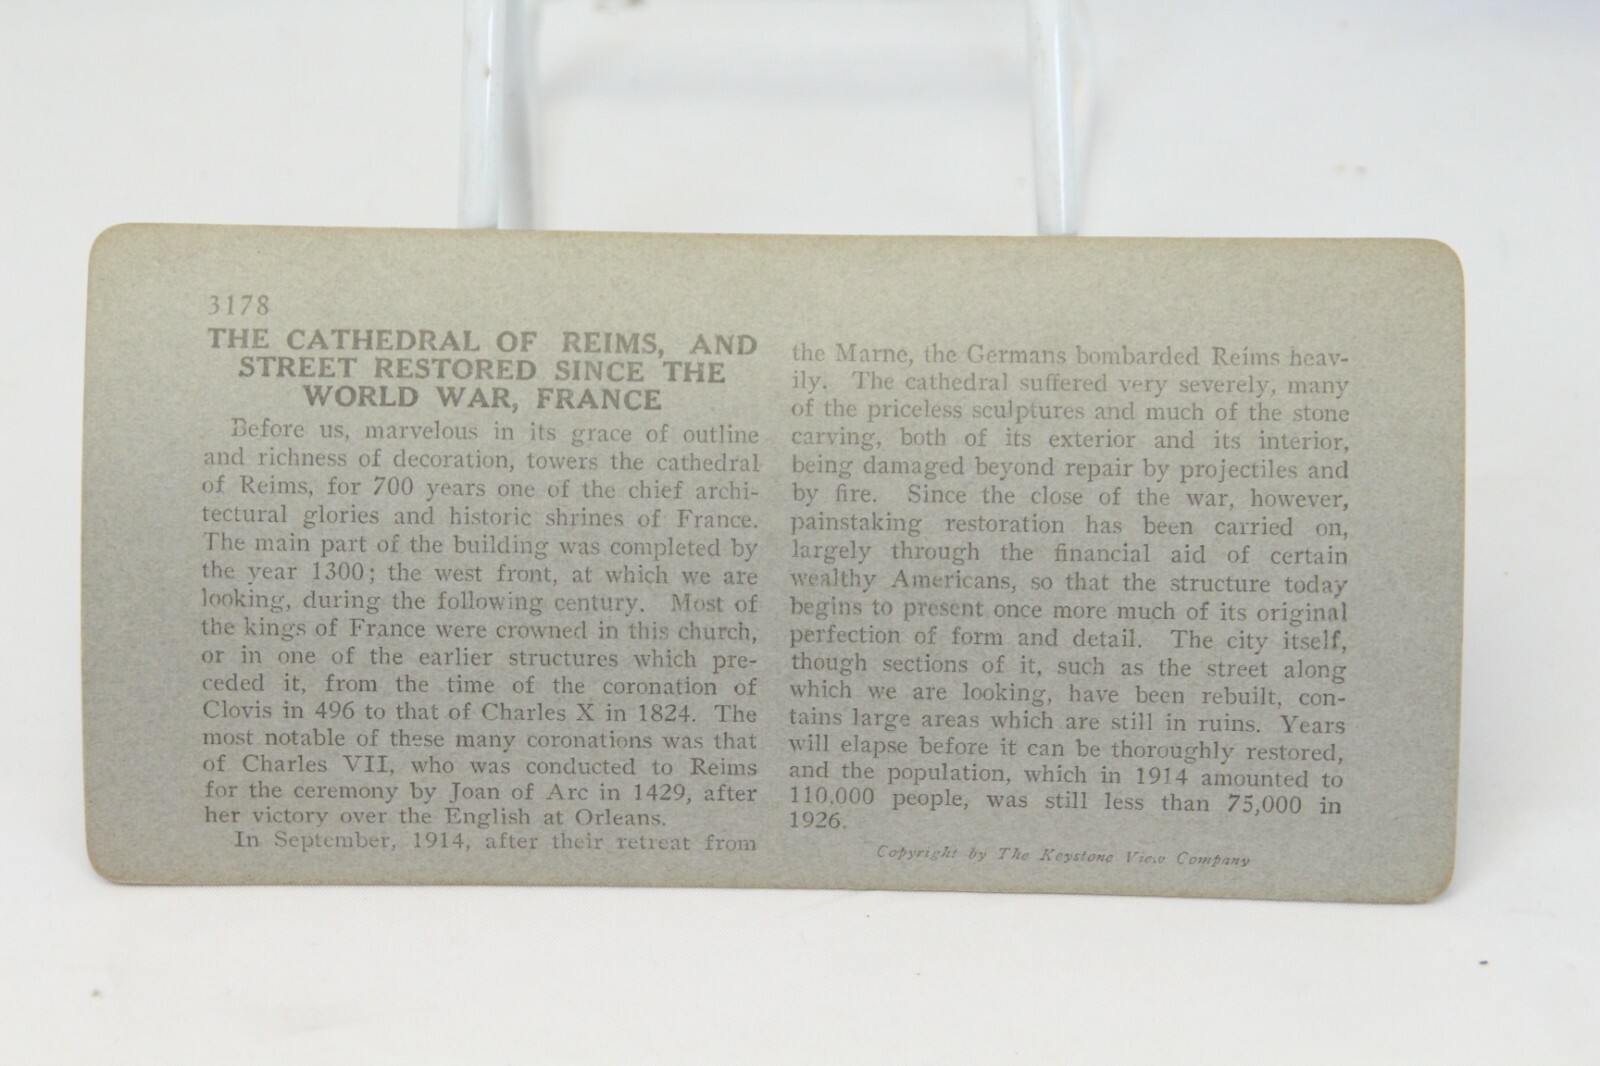 3178
THE CATHEDRAL OF REIMS, AND
STREET RESTORED SINCE THE
WORLD WAR, FRANCE
Before us, marvelous in its grace of outline
and richness of decoration, towers the cathedral
of Reims, for 700 years one of the chief archi-
tectural glories and historic shrines of France.
The main part of the building was completed by
the year 1300; the west front, at which we are
looking, during the following century. Most of
the kings of France were crowned in this church,
or in one of the earlier structures which pre-
ceded it, from the time of the coronation of
Clovis in 496 to that of Charles X in 1824. The
most notable of these many coronations was that
of Charles VII, who was conducted to Reims
for the ceremony by Joan of Arc in 1429, after
her victory over the English at Orleans.
In September, 1914, after their retreat from
the Marne, the Germans bombarded Reims heav-
ily. The cathedral suffered very severely, many
of the priceless sculptures and much of the stone
carving, both of its exterior and its interior,
being damaged beyond repair by projectiles and
by fire. Since the close of the war, however,
painstaking restoration has been carried on,
largely through the financial aid of certain
wealthy Americans, so that the structure today
begins to present once more much of its original
perfection of form and detail. The city itself,
though sections of it, such as the street along
which we are looking, have been rebuilt, con-
tains large areas which are still in ruins. Years
will elapse before it can be thoroughly restored,
and the population, which in 1914 amounted to
110,000 people, was still less than 75,000 in
1926.
Copyright by The Keystone View Company